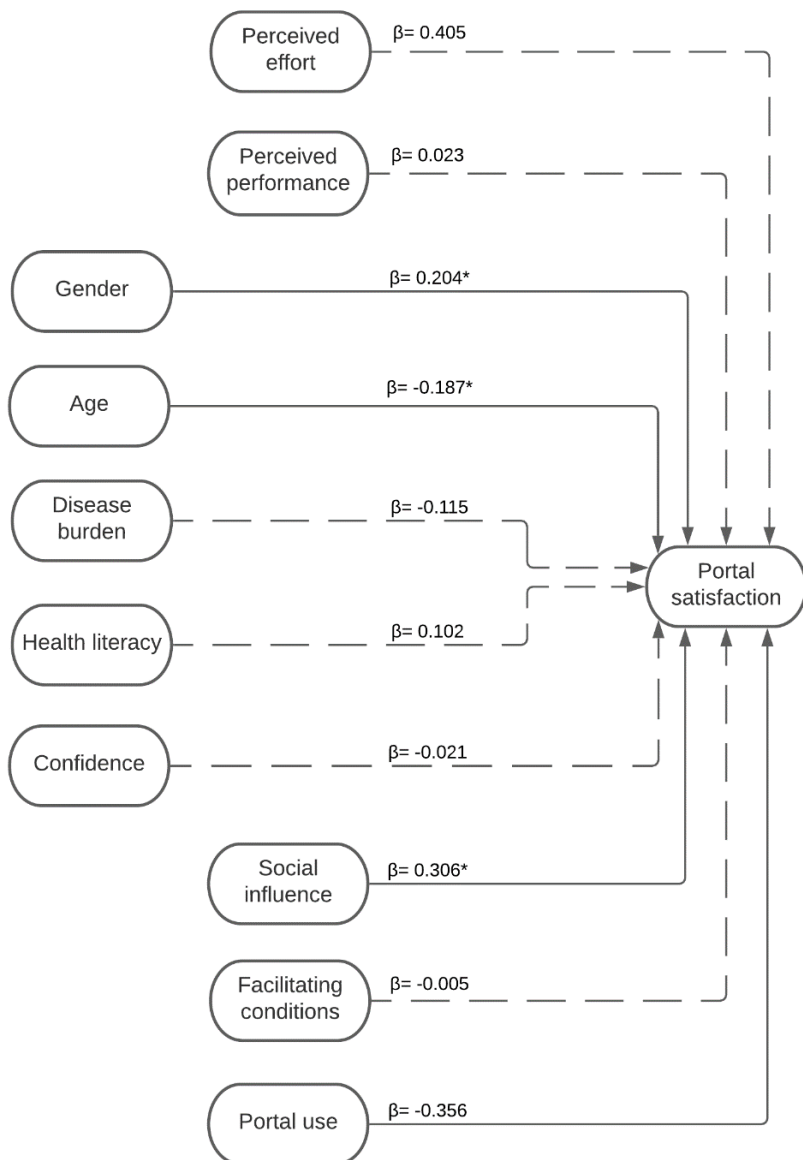 Perceived
effort
β= 0.405
Perceived
performance
β= 0.023
Gender
β= 0.204*
Age
β= -0.187*
Disease
burden
β= -0.115
Portal
satisfaction
Health literacy
β= 0.102
Confidence
β= -0.021
Social
influence
β= 0.306*
Facilitating
conditions
β= -0.005
Portal use
β= -0.356